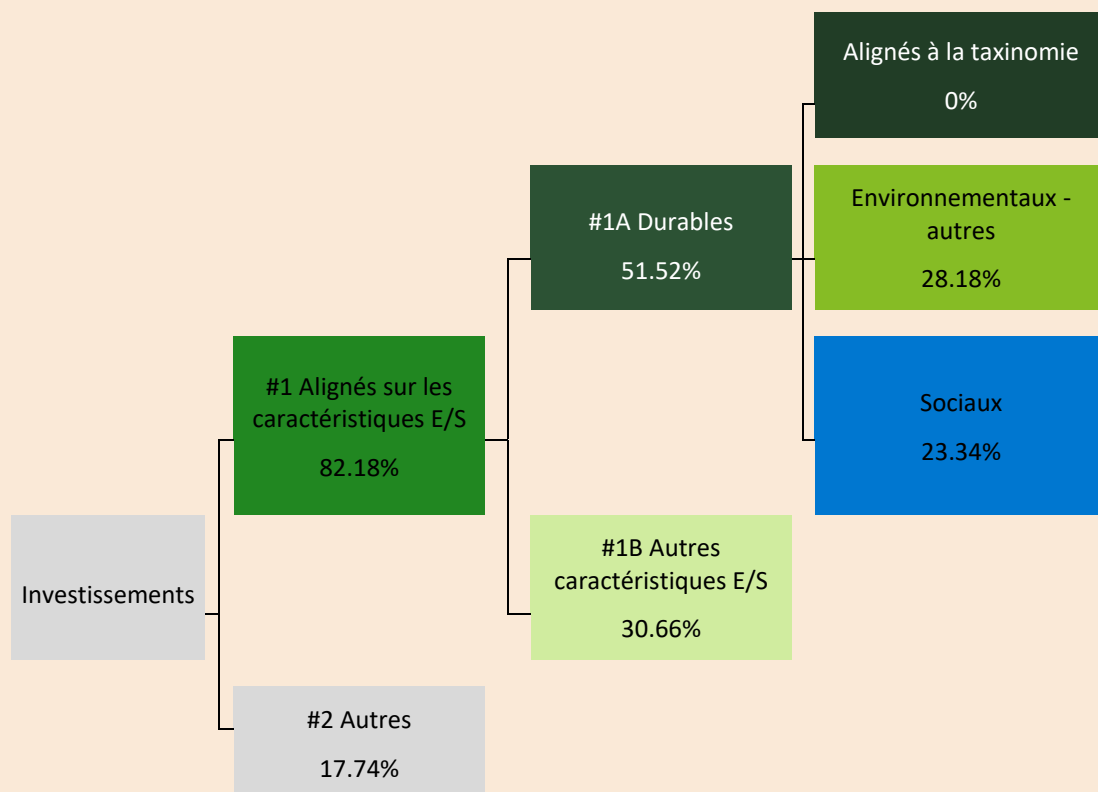 Alignés à la taxinomie
0%
Environnementaux -
autres
28.18%
#1A Durables
51.52%
Sociaux
23.34%
#1 Alignés sur les
caractéristiques E/S
82.18%
#1B Autres
caractéristiques E/S
30.66%
Investissements
#2 Autres
17.74%